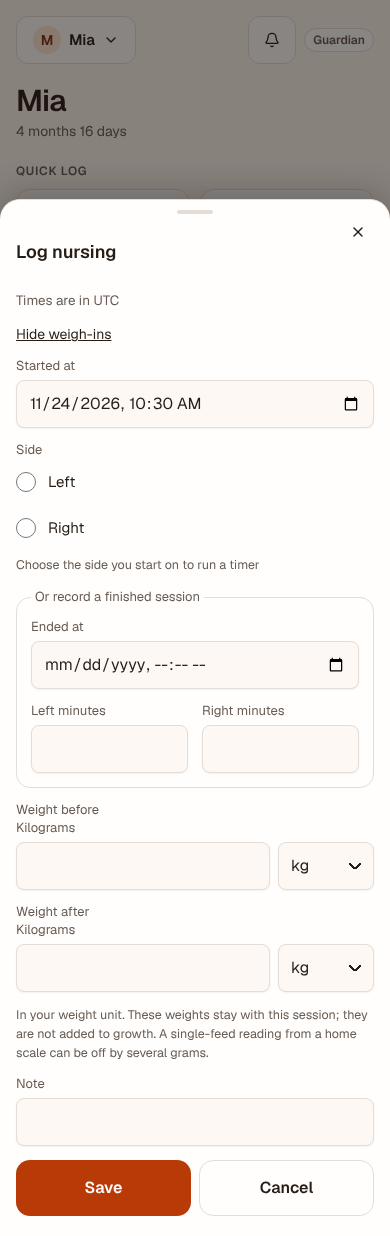 M Mia Guardian
Mia
4 months 16 days
QUICK LOG
Log nursing
Times are in UTC
Hide weigh-ins
Started at
11/24/2026, 10:30 AM
Side
Left
Right
Choose the side you start on to run a timer
Or record a finished session
Ended at
mm/dd/yyyy, --:-- --
Left minutes Right minutes
Weight before
Kilograms
kg
Weight after
Kilograms
kg
In your weight unit. These weights stay with this session; they
are not added to growth. A single-feed reading from a home
scale can be off by several grams.
Note
Save Cancel